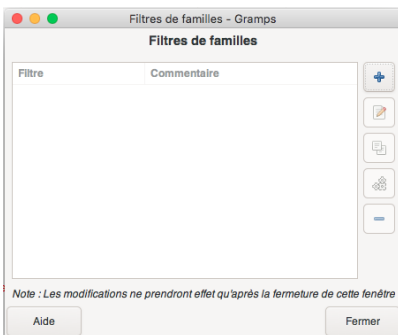 Filtres de familles - Gramps
Filtres de familles
Filtre Commentaire
Note : Les modifications ne prendront effet qu'après la fermeture de cette fenêtre
Aide Fermer